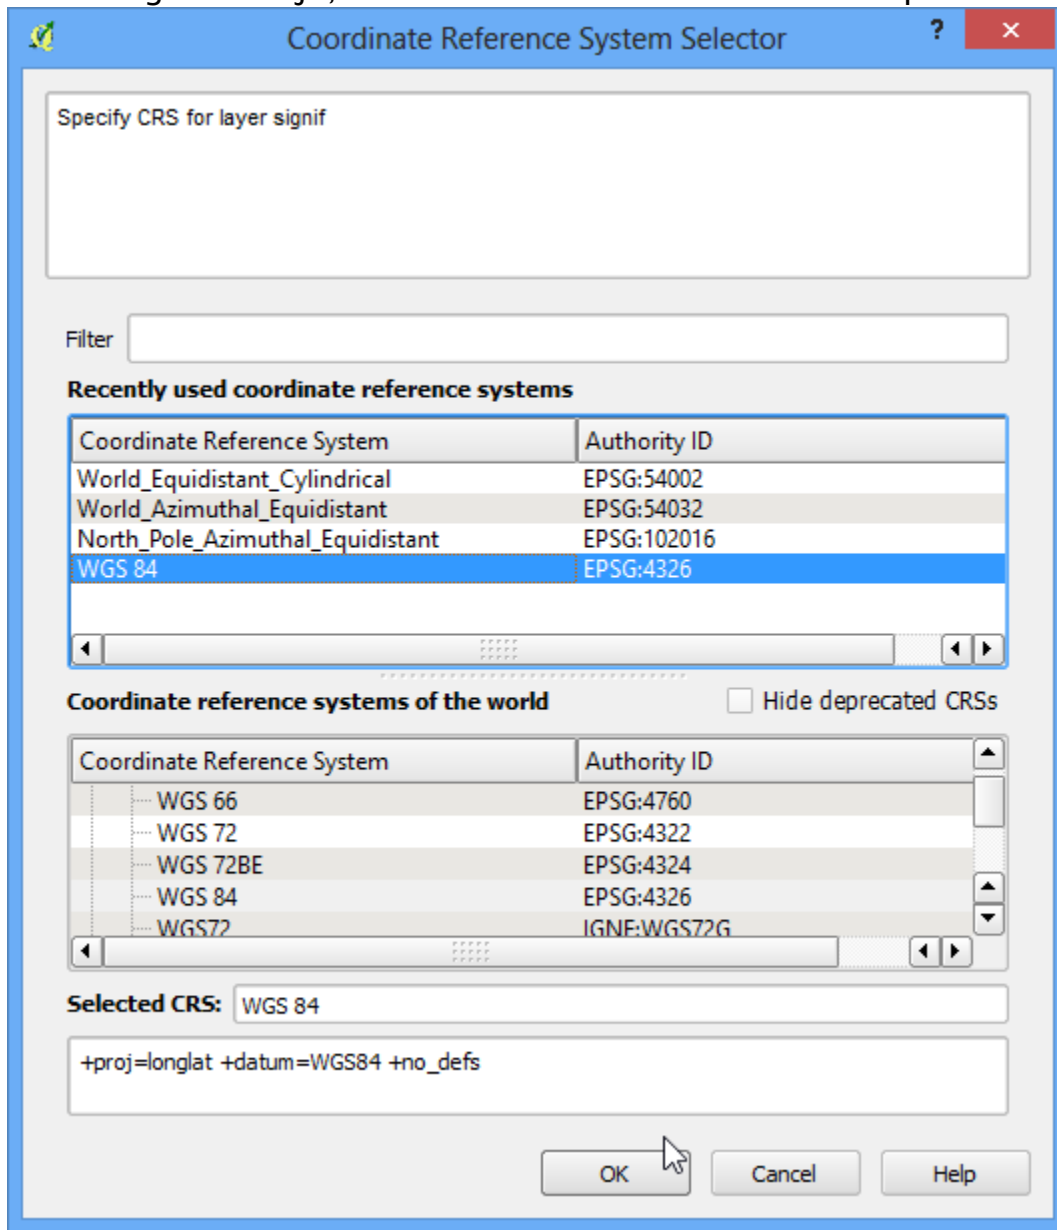 Coordinate Reference System Selector ? ×
Specify CRS for layer signif
Filter
Recently used coordinate reference systems
Coordinate Reference System Authority ID
World_Equidistant_Cylindrical EPSG:54002
World_Azimuthal_Equidistant EPSG:54032
North_Pole_Azimuthal_Equidistant EPSG:102016
WGS 84 EPSG:4326
Coordinate reference systems of the world Hide deprecated CRSs
Coordinate Reference System Authority ID
WGS 66 EPSG:4760
WGS 72 EPSG:4322
WGS 72BE EPSG:4324
WGS 84 EPSG:4326
WGS72 IGNF:WGS72G
Selected CRS: WGS 84
+proj=longlat +datum=WGS84 +no_defs
OK Cancel Help